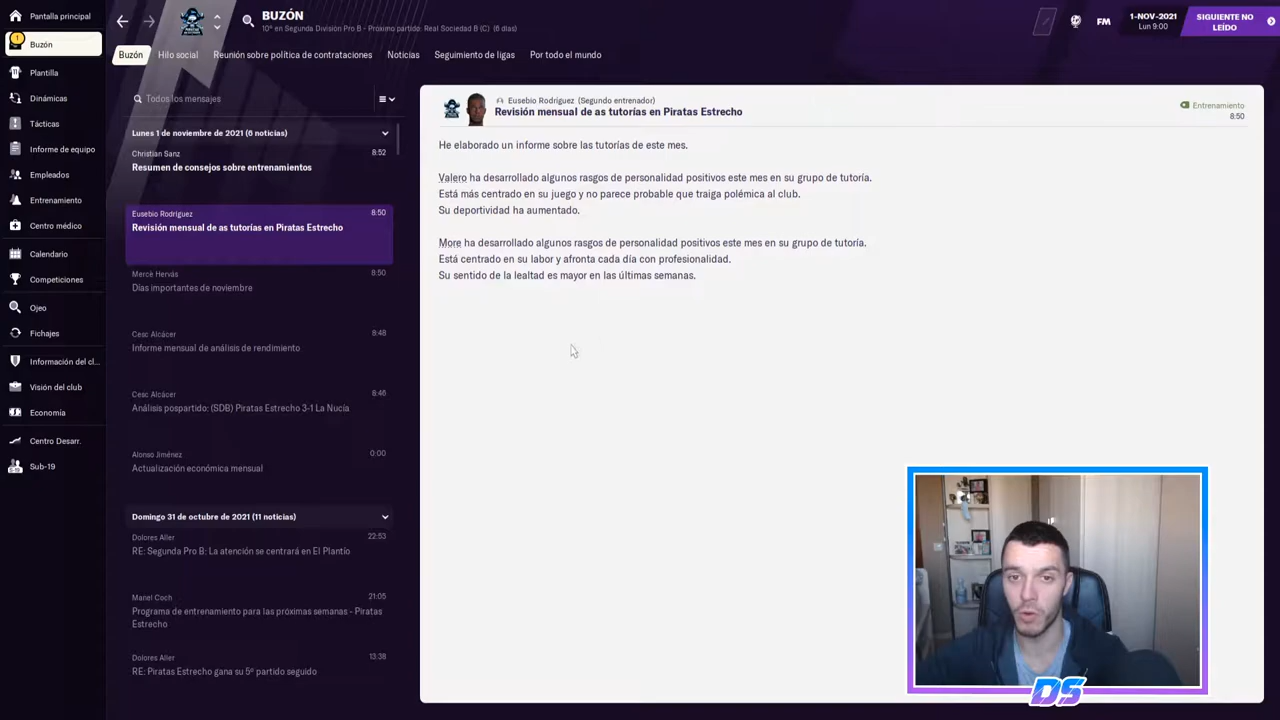 Pantalla principal
1
Buzón
Plantilla
Dinámicas
Tácticas
Informe de equipo
Empleados
Entrenamiento
Centro médico
Calendario
Competiciones
Ojeo
Fichajes
Información del cl...
Visión del club
Economía
Centro Desarr.
Sub-19
BUZÓN
10º en Segunda División Pro B - Próximo partido: Real Sociedad B (C) (6 días)
FM
1-NOV-2021
Lun 9:00
SIGUIENTE NO
LEÍDO
Buzón
Hilo social
Reunión sobre política de contrataciones
Noticias
Seguimiento de ligas
Por todo el mundo
Todos los mensajes
Lunes 1 de noviembre de 2021 (6 noticias)
Christian Sanz 8:52
Resumen de consejos sobre entrenamientos
Eusebio Rodríguez 8:50
Revisión mensual de as tutorías en Piratas Estrecho
Mercè Hervás 8:50
Días importantes de noviembre
Cesc Alcácer 8:48
Informe mensual de análisis de rendimiento
Cesc Alcácer 8:46
Análisis pospartido: (SDB) Piratas Estrecho 3-1 La Nucía
Alonso Jiménez 0:00
Actualización económica mensual
Domingo 31 de octubre de 2021 (11 noticias)
Dolores Aller 22:53
RE: Segunda Pro B: La atención se centrará en El Plantío
Manel Coch 21:05
Programa de entrenamiento para las próximas semanas - Piratas
Estrecho
Dolores Aller 13:38
RE: Piratas Estrecho gana su 5º partido seguido
Eusebio Rodríguez (Segundo entrenador)
Revisión mensual de as tutorías en Piratas Estrecho
Entrenamiento
8:50
He elaborado un informe sobre las tutorías de este mes.
Valero ha desarrollado algunos rasgos de personalidad positivos este mes en su grupo de tutoría.
Está más centrado en su juego y no parece probable que traiga polémica al club.
Su deportividad ha aumentado.
More ha desarrollado algunos rasgos de personalidad positivos este mes en su grupo de tutoría.
Está centrado en su labor y afronta cada día con profesionalidad.
Su sentido de la lealtad es mayor en las últimas semanas.
DS